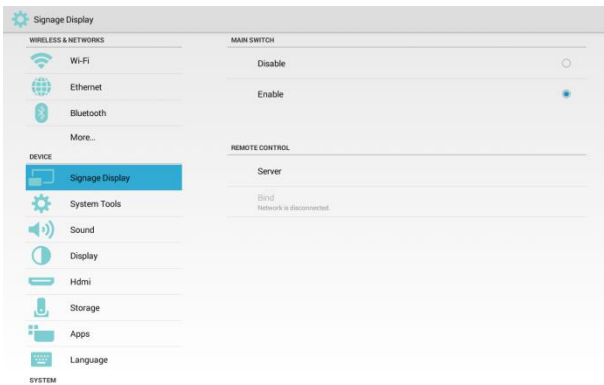 Signage Display
WIRELESS & NETWORKS
Wi-Fi
Ethernet
Bluetooth
More...
DEVICE
Signage Display
System Tools
Sound
Display
Hdmi
Storage
Apps
Language
SYSTEM
MAIN SWITCH
Disable
Enable
REMOTE CONTROL
Server
Bind
Network is disconnected.